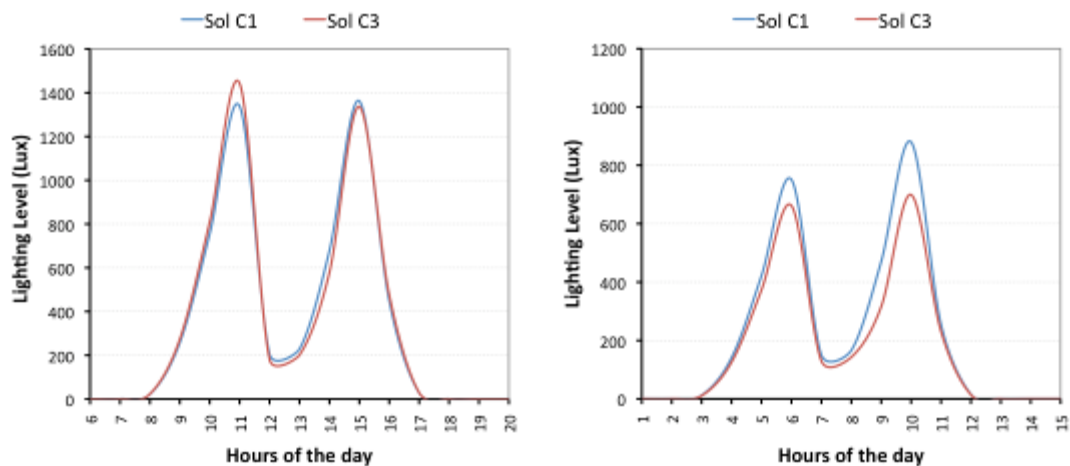 Sol C1 Sol C3
1600
1400
1200
1000
800
600
400
200
0
Lighting Level (Lux)
6 7 8 9 10 11 12 13 14 15 16 17 18 19 20
Hours of the day
Sol C1 Sol C3
1200
1000
800
600
400
200
0
Lighting Level (Lux)
1 2 3 4 5 6 7 8 9 10 11 12 13 14 15
Hours of the day